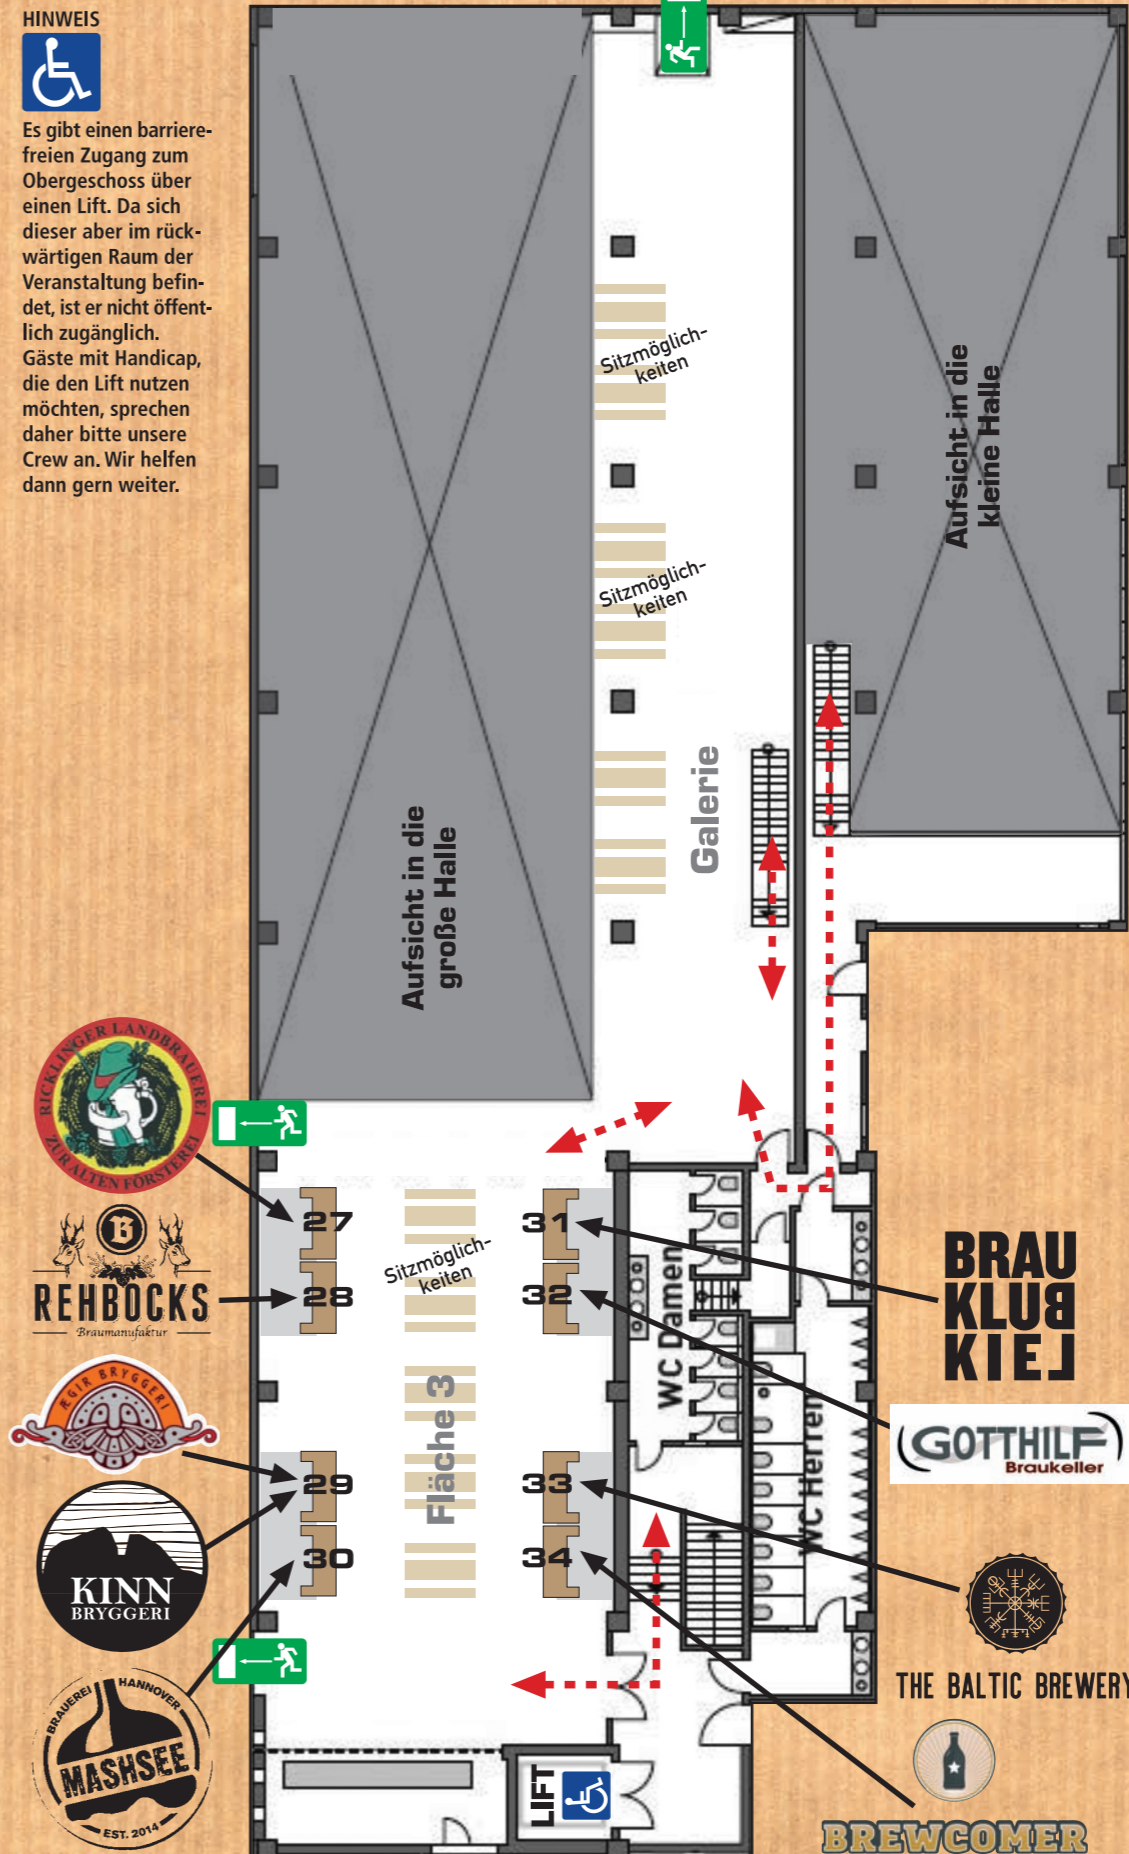 HINWEIS
Es gibt einen barriere-
freien Zugang zum
Obergeschoss über
einen Lift. Da sich
dieser aber im rück-
wärtigen Raum der
Veranstaltung befin-
det, ist er nicht öffent-
lich zugänglich.
Gäste mit Handicap,
die den Lift nutzen
möchten, sprechen
daher bitte unsere
Crew an. Wir helfen
dann gern weiter.
Sitzmöglich-
keiten
Aufsicht in die
kleine Halle
Sitzmöglich-
keiten
Galerie
Aufsicht in die
große Halle
RICKLINGER LANDBRAUEREI
ZUR ALTEN FÖRSTEREI
27
31
B
REHBOCKS
Braumanufaktur
28
Sitzmöglich-
keiten
32
WC Damen
BRAU
KLUB
KIEL
ÆGIR BRYGGERI
Fläche 3
GOTTHILF
Braukeller
29
33
WC Herren
KINN
BRYGGERI
30
34
THE BALTIC BREWERY
BRAUEREI HANNOVER
MASHSEE
EST. 2014
LIFT
BREWCOMER